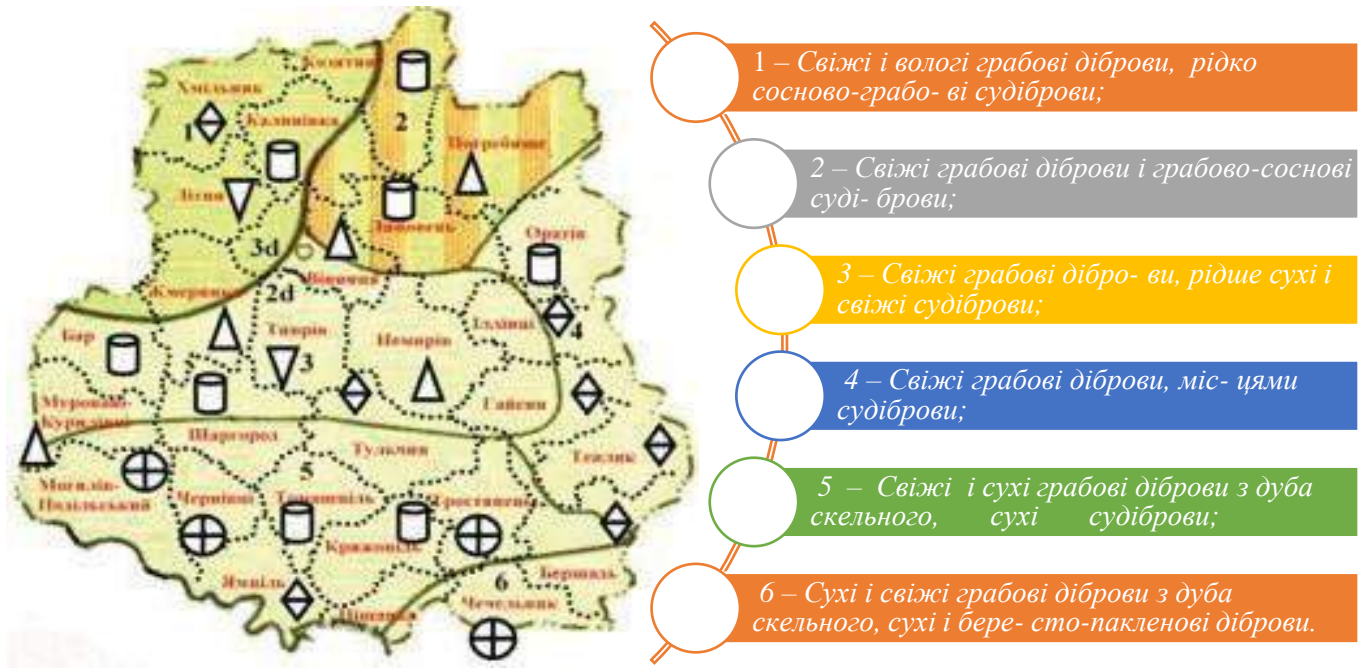 Козятин
Хмільник
1
Калинівка
2
Погребище
Літин
Липовець
3d
Оратів
Вінниця
Жмеринка
2d
Бар
Тиврів
Немирів
Іллінці
4
3
Гайсин
Муровані-
Курилівці
Шаргород
Тульчин
Теплик
Могилів-
Подільський
5
Чернівці
Томашпіль
Тростянець
Крижопіль
Ямпіль
6
Бершадь
Піщанка
Чечельник
1 – Свіжі і вологі грабові діброви, рідко
сосново-грабо- ві судіброви;
2 – Свіжі грабові діброви і грабово-соснові
суді- брови;
3 – Свіжі грабові дібро- ви, рідше сухі і
свіжі судіброви;
4 – Свіжі грабові діброви, міс- цями
судіброви;
5 – Свіжі і сухі грабові діброви з дуба
скельного, сухі судіброви;
6 – Сухі і свіжі грабові діброви з дуба
скельного, сухі і бере- сто-пакленові діброви.